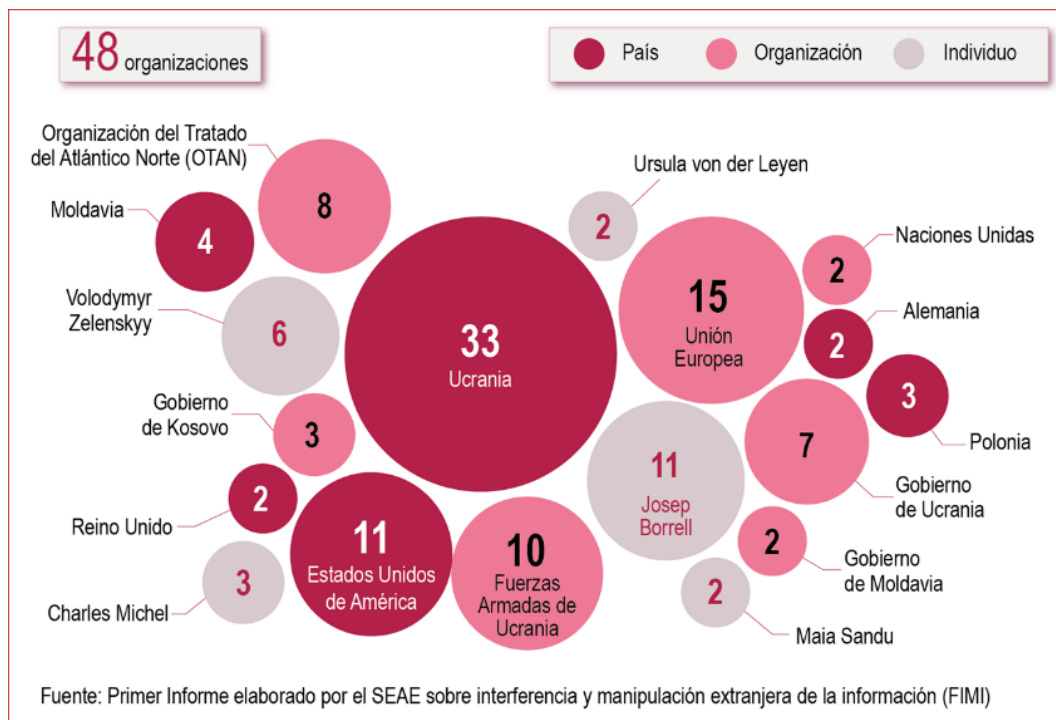 48 organizaciones
País
Organización
Individuo
Organización del Tratado
del Atlántico Norte (OTAN)
8
Moldavia
4
Volodymyr
Zelenskyy
6
Gobierno
de Kosovo
3
Reino Unido
2
Charles Michel
3
33
Ucrania
11
Estados Unidos
de América
10
Fuerzas
Armadas de
Ucrania
Ursula von der Leyen
2
15
Unión
Europea
Naciones Unidas
2
Alemania
2
3
Polonia
7
Gobierno
de Ucrania
11
Josep
Borrell
2
Gobierno
de Moldavia
2
Maia Sandu
Fuente: Primer Informe elaborado por el SEAE sobre interferencia y manipulación extranjera de la información (FIMI)